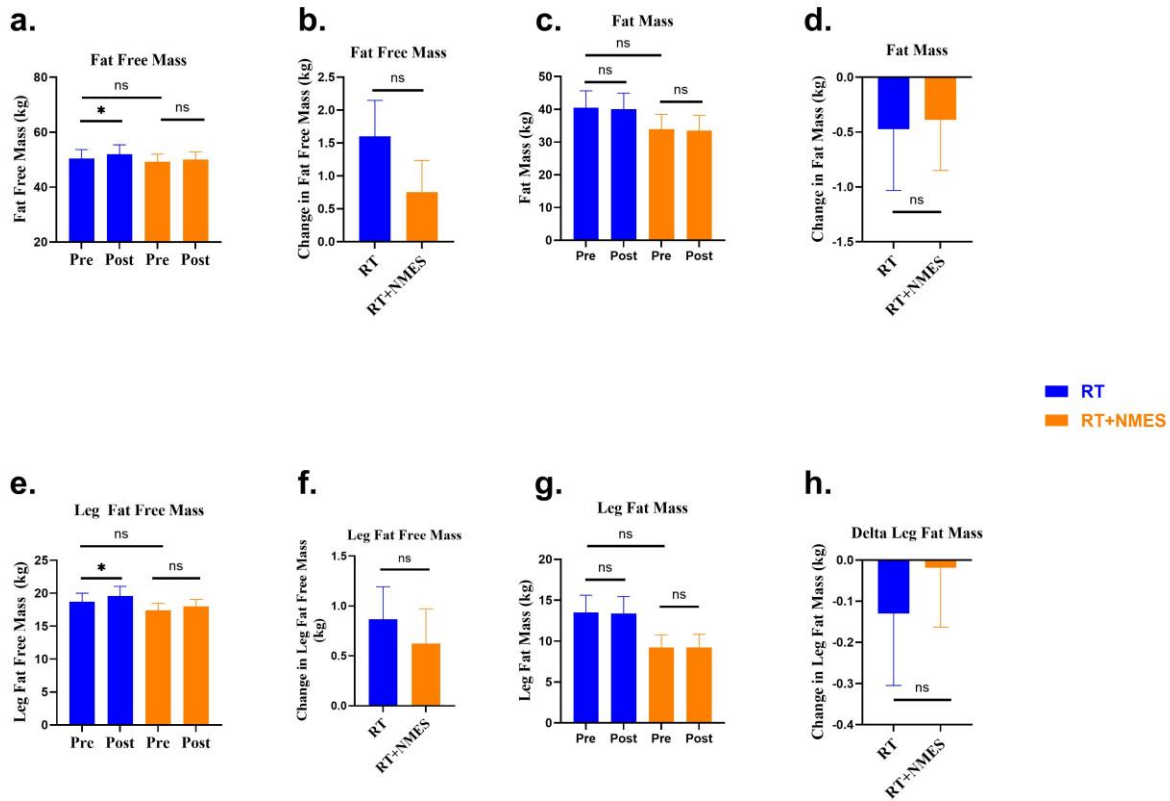 a.
Fat Free Mass
Fat Free Mass (kg)
80
60
40
20
ns
*
ns
Pre Post Pre Post
b.
Fat Free Mass
Change in Fat Free Mass (kg)
2.5
2.0
1.5
1.0
0.5
0.0
ns
RT
RT+NMES
c.
Fat Mass
Fat Mass (kg)
50
40
30
20
10
0
ns
ns
ns
Pre Post Pre Post
d.
Fat Mass
Change in Fat Mass (kg)
0.0
-0.5
-1.0
-1.5
ns
RT
RT+NMES
RT
RT+NMES
e.
Leg Fat Free Mass
Leg Fat Free Mass (kg)
25
20
15
10
5
0
ns
*
ns
Pre Post Pre Post
f.
Leg Fat Free Mass
Change in Leg Fat Free Mass
(kg)
1.5
1.0
0.5
0.0
ns
RT
RT+NMES
g.
Leg Fat Mass
Leg Fat Mass (kg)
20
15
10
5
0
ns
ns
ns
Pre Post Pre Post
h.
Delta Leg Fat Mass
Change in Leg Fat Mass (kg)
0.0
-0.1
-0.2
-0.3
-0.4
ns
RT
RT+NMES